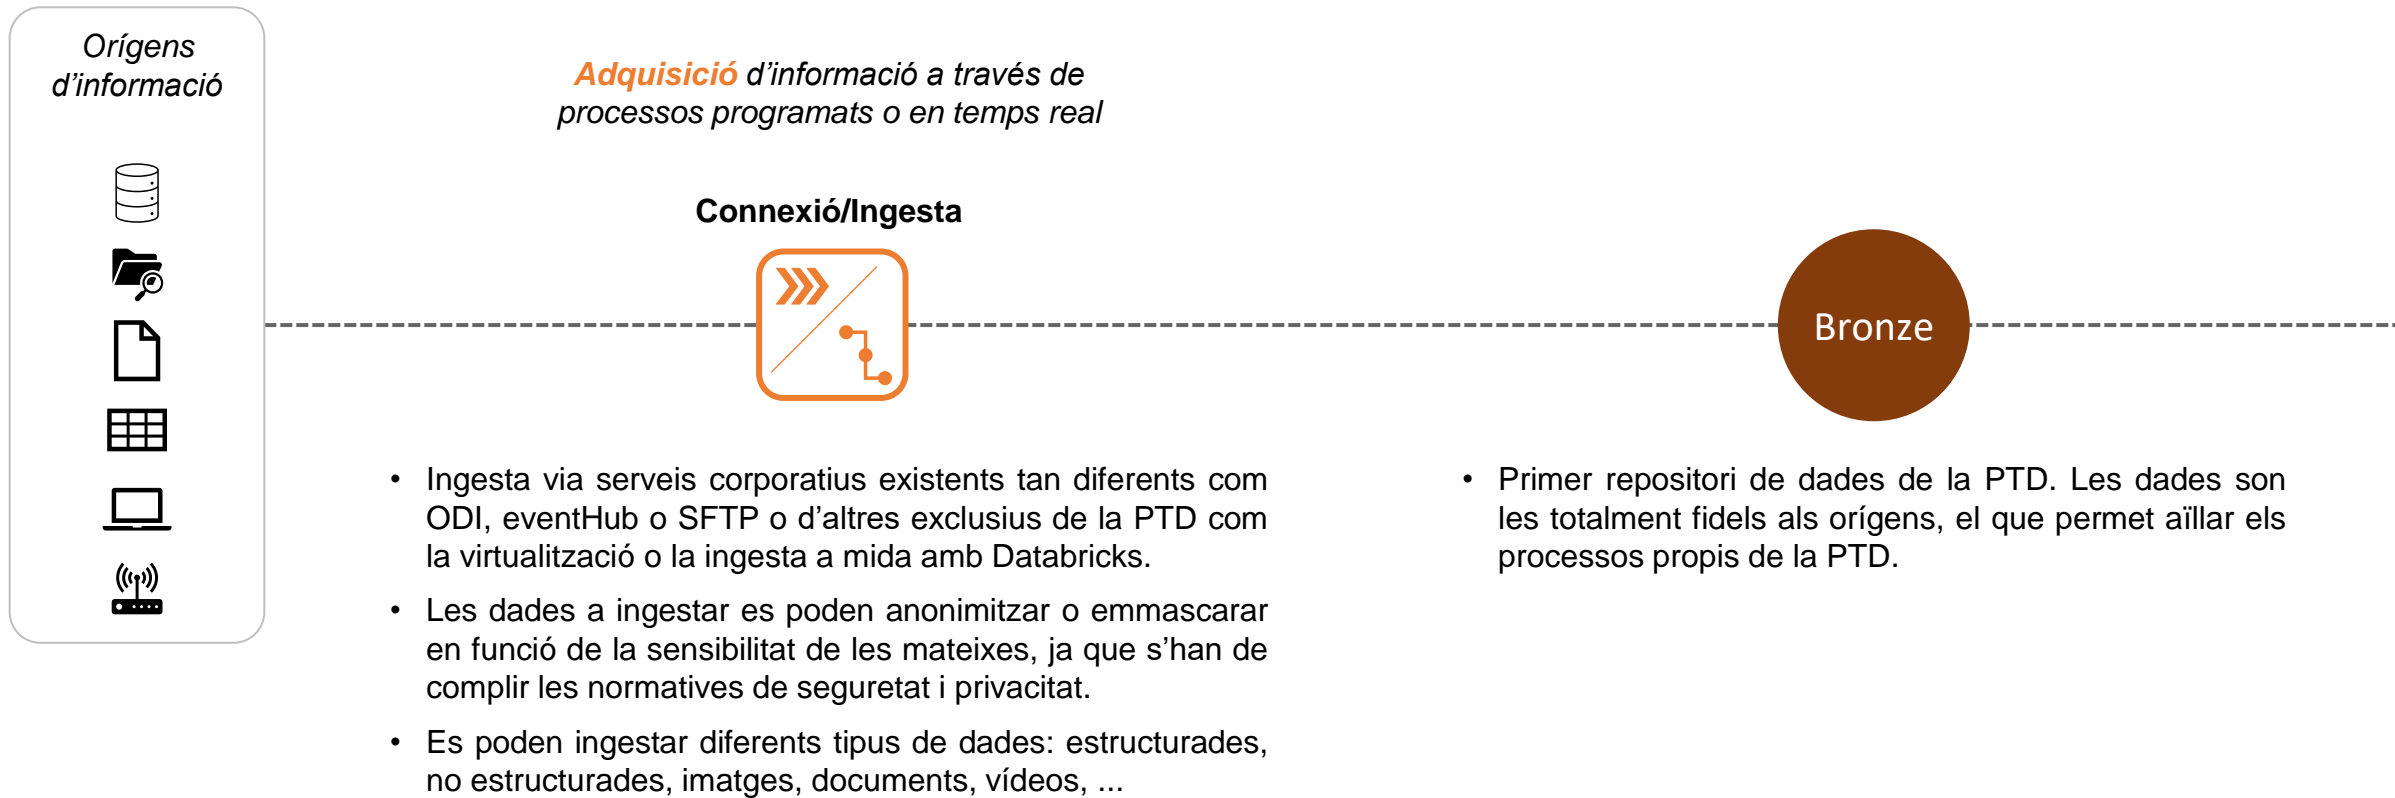 Orígens
d’informació
Adquisició d’informació a través de
processos programats o en temps real
Connexió/Ingesta
Bronze
• Ingesta via serveis corporatius existents tan diferents com
ODI, eventHub o SFTP o d’altres exclusius de la PTD com
la virtualització o la ingesta a mida amb Databricks.
• Les dades a ingestar es poden anonimitzar o emmascarar
en funció de la sensibilitat de les mateixes, ja que s’han de
complir les normatives de seguretat i privacitat.
• Es poden ingestar diferents tipus de dades: estructurades,
no estructurades, imatges, documents, vídeos, ...
• Primer repositori de dades de la PTD. Les dades son
les totalment fidels als orígens, el que permet aïllar els
processos propis de la PTD.